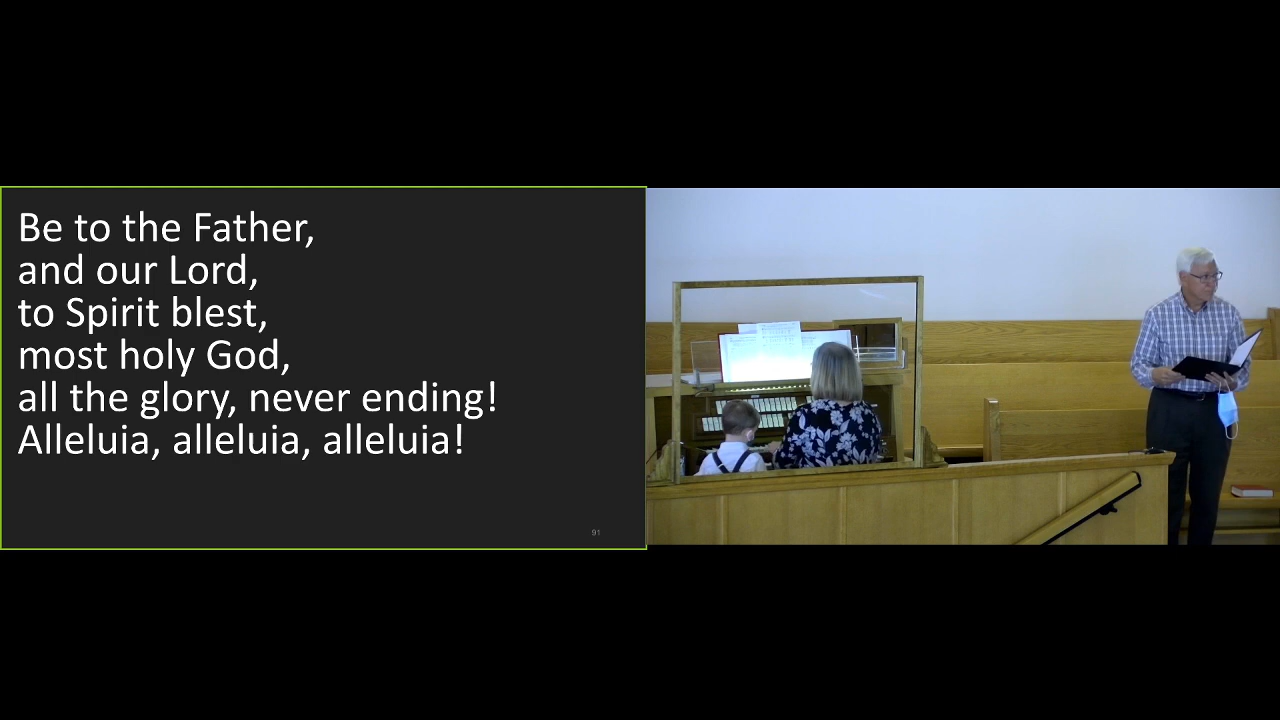 Be to the Father,
and our Lord,
to Spirit blest,
most holy God,
all the glory, never ending!
Alleluia, alleluia, alleluia!
91